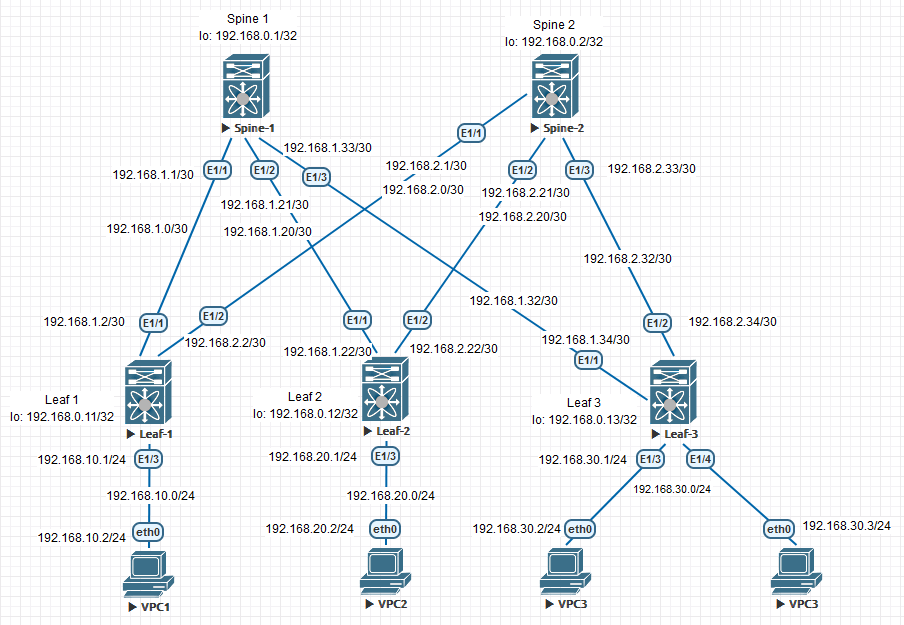 Spine 1
lo: 192.168.0.1/32
Spine 2
lo: 192.168.0.2/32
Spine-1
Spine-2
E1/1
192.168.1.33/30
192.168.2.1/30
192.168.1.1/30
E1/1
E1/2
E1/3
E1/2
E1/3
192.168.2.33/30
192.168.2.0/30
192.168.2.21/30
192.168.1.21/30
192.168.2.20/30
192.168.1.0/30
192.168.1.20/30
192.168.2.32/30
192.168.1.32/30
192.168.1.2/30
E1/1
E1/2
E1/1
E1/2
E1/2
192.168.2.34/30
192.168.2.2/30
192.168.1.34/30
192.168.1.22/30
192.168.2.22/30
E1/1
Leaf 1
lo: 192.168.0.11/32
Leaf 2
lo: 192.168.0.12/32
Leaf 3
lo: 192.168.0.13/32
Leaf-1
Leaf-2
Leaf-3
192.168.10.1/24
E1/3
192.168.20.1/24
E1/3
192.168.30.1/24
E1/3
E1/4
192.168.10.0/24
192.168.20.0/24
192.168.30.0/24
192.168.10.2/24
eth0
192.168.20.2/24
eth0
192.168.30.2/24
eth0
eth0
192.168.30.3/24
VPC1
VPC2
VPC3
VPC3